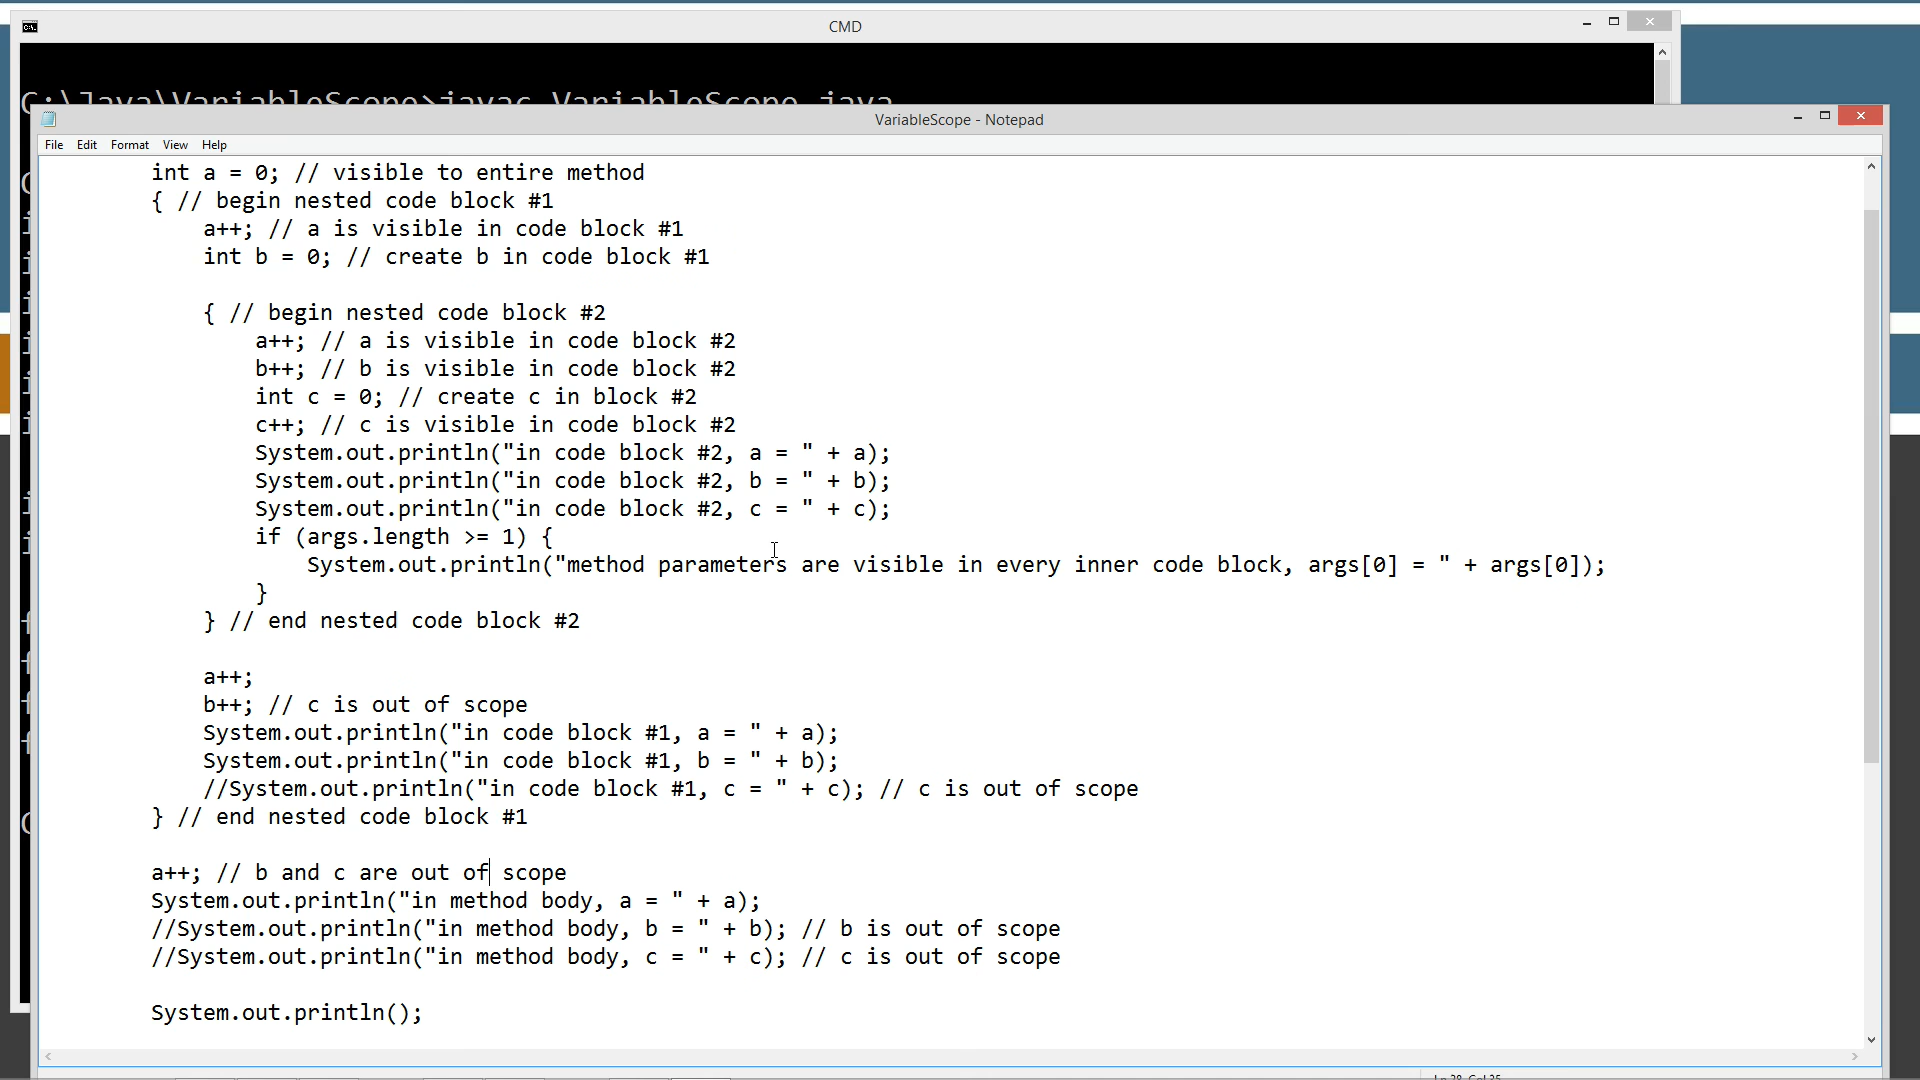 CMD
C:\Java\VariableScope>javac VariableScope.java
VariableScope - Notepad
File Edit Format View Help
int a = 0; // visible to entire method
{ // begin nested code block #1
a++; // a is visible in code block #1
int b = 0; // create b in code block #1
{ // begin nested code block #2
a++; // a is visible in code block #2
b++; // b is visible in code block #2
int c = 0; // create c in block #2
c++; // c is visible in code block #2
System.out.println("in code block #2, a = " + a);
System.out.println("in code block #2, b = " + b);
System.out.println("in code block #2, c = " + c);
if (args.length >= 1) {
System.out.println("method parameters are visible in every inner code block, args[0] = " + args[0]);
}
} // end nested code block #2
a++;
b++; // c is out of scope
System.out.println("in code block #1, a = " + a);
System.out.println("in code block #1, b = " + b);
//System.out.println("in code block #1, c = " + c); // c is out of scope
} // end nested code block #1
a++; // b and c are out of scope
System.out.println("in method body, a = " + a);
//System.out.println("in method body, b = " + b); // b is out of scope
//System.out.println("in method body, c = " + c); // c is out of scope
System.out.println();